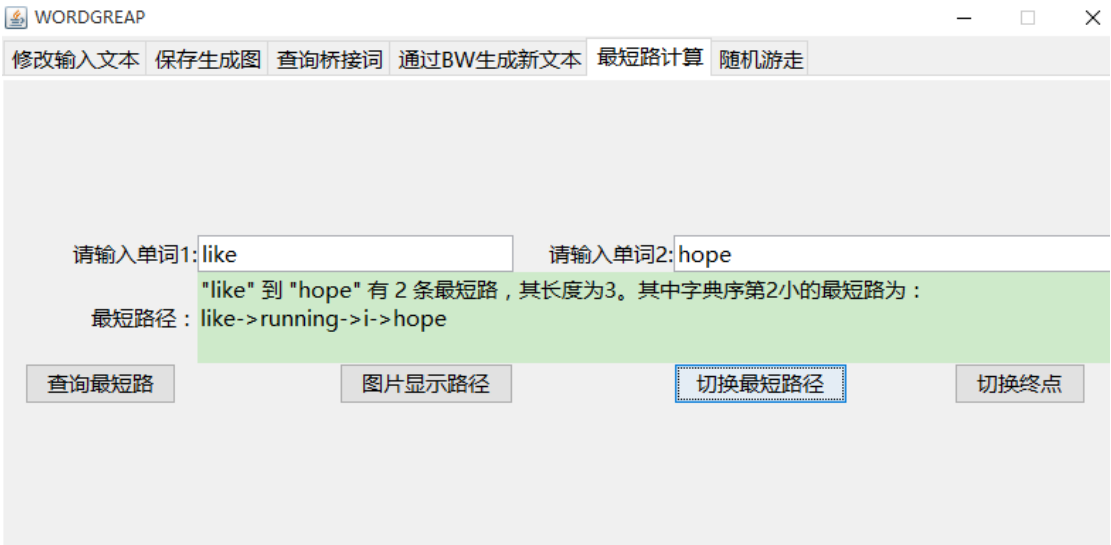 WORDGREAP
修改输入文本 保存生成图 查询桥接词 通过BW生成新文本 最短路计算 随机游走
请输入单词1: like 请输入单词2: hope
"like" 到 "hope" 有 2 条最短路，其长度为3。其中字典序第2小的最短路为：
最短路径： like->running->i->hope
查询最短路 图片显示路径 切换最短路径 切换终点